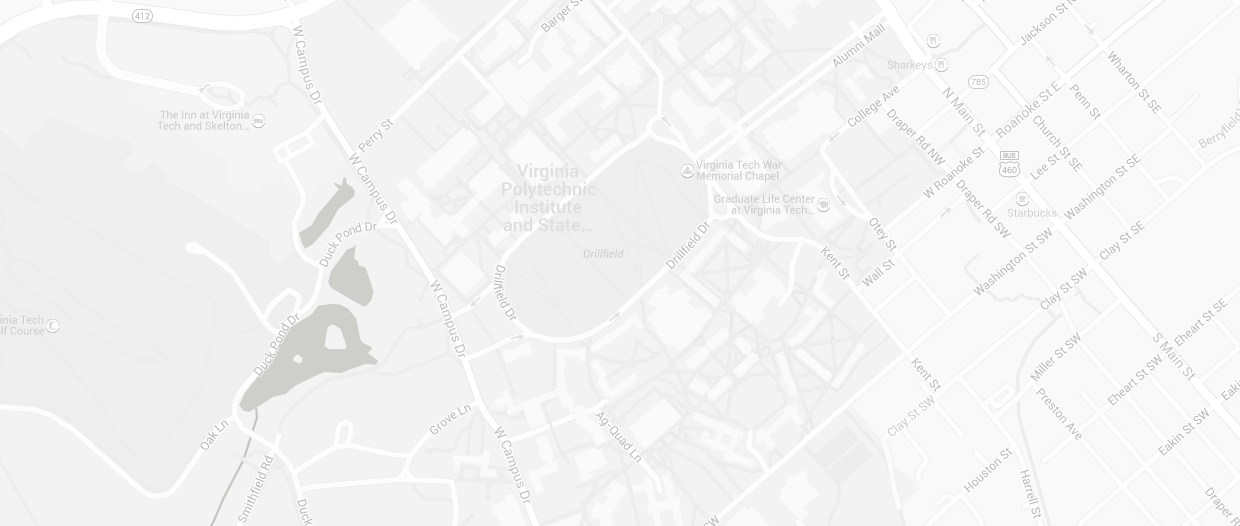 412
Barger St
W Campus Dr
Alumni Mall
Sharkeys
Jackson St
785
Wharton St SE
N Main St
Roanoke St E
Penn St
College Ave
The Inn at Virginia
Tech and Skelton...
Perry St
Draper Rd NW
Church St SE
BUS
460
Lee St
Virginia Tech War
Memorial Chapel
W Campus Dr
Virginia
Polytechnic
Institute
and State...
W Roanoke St
Washington St SE
Graduate Life Center
at Virginia Tech...
Draper Rd SW
Starbucks
Duck Pond Dr
Otey St
Drillfield
Drillfield Dr
Kent St
Wall St
Washington St SW
Clay St SE
Drillfield Dr
Clay St SW
W Campus Dr
inia Tech
lf Course
Duck Pond Dr
S Main St
Eheart St SE
Miller St SW
Eheart St SW
Kent St
Preston Ave
Clay St SW
Grove Ln
Oak Ln
Ag-Quad Ln
W Campus Dr
Eakin St SW
Houston St
Smithfield Rd
Harrell St
Duck
SW